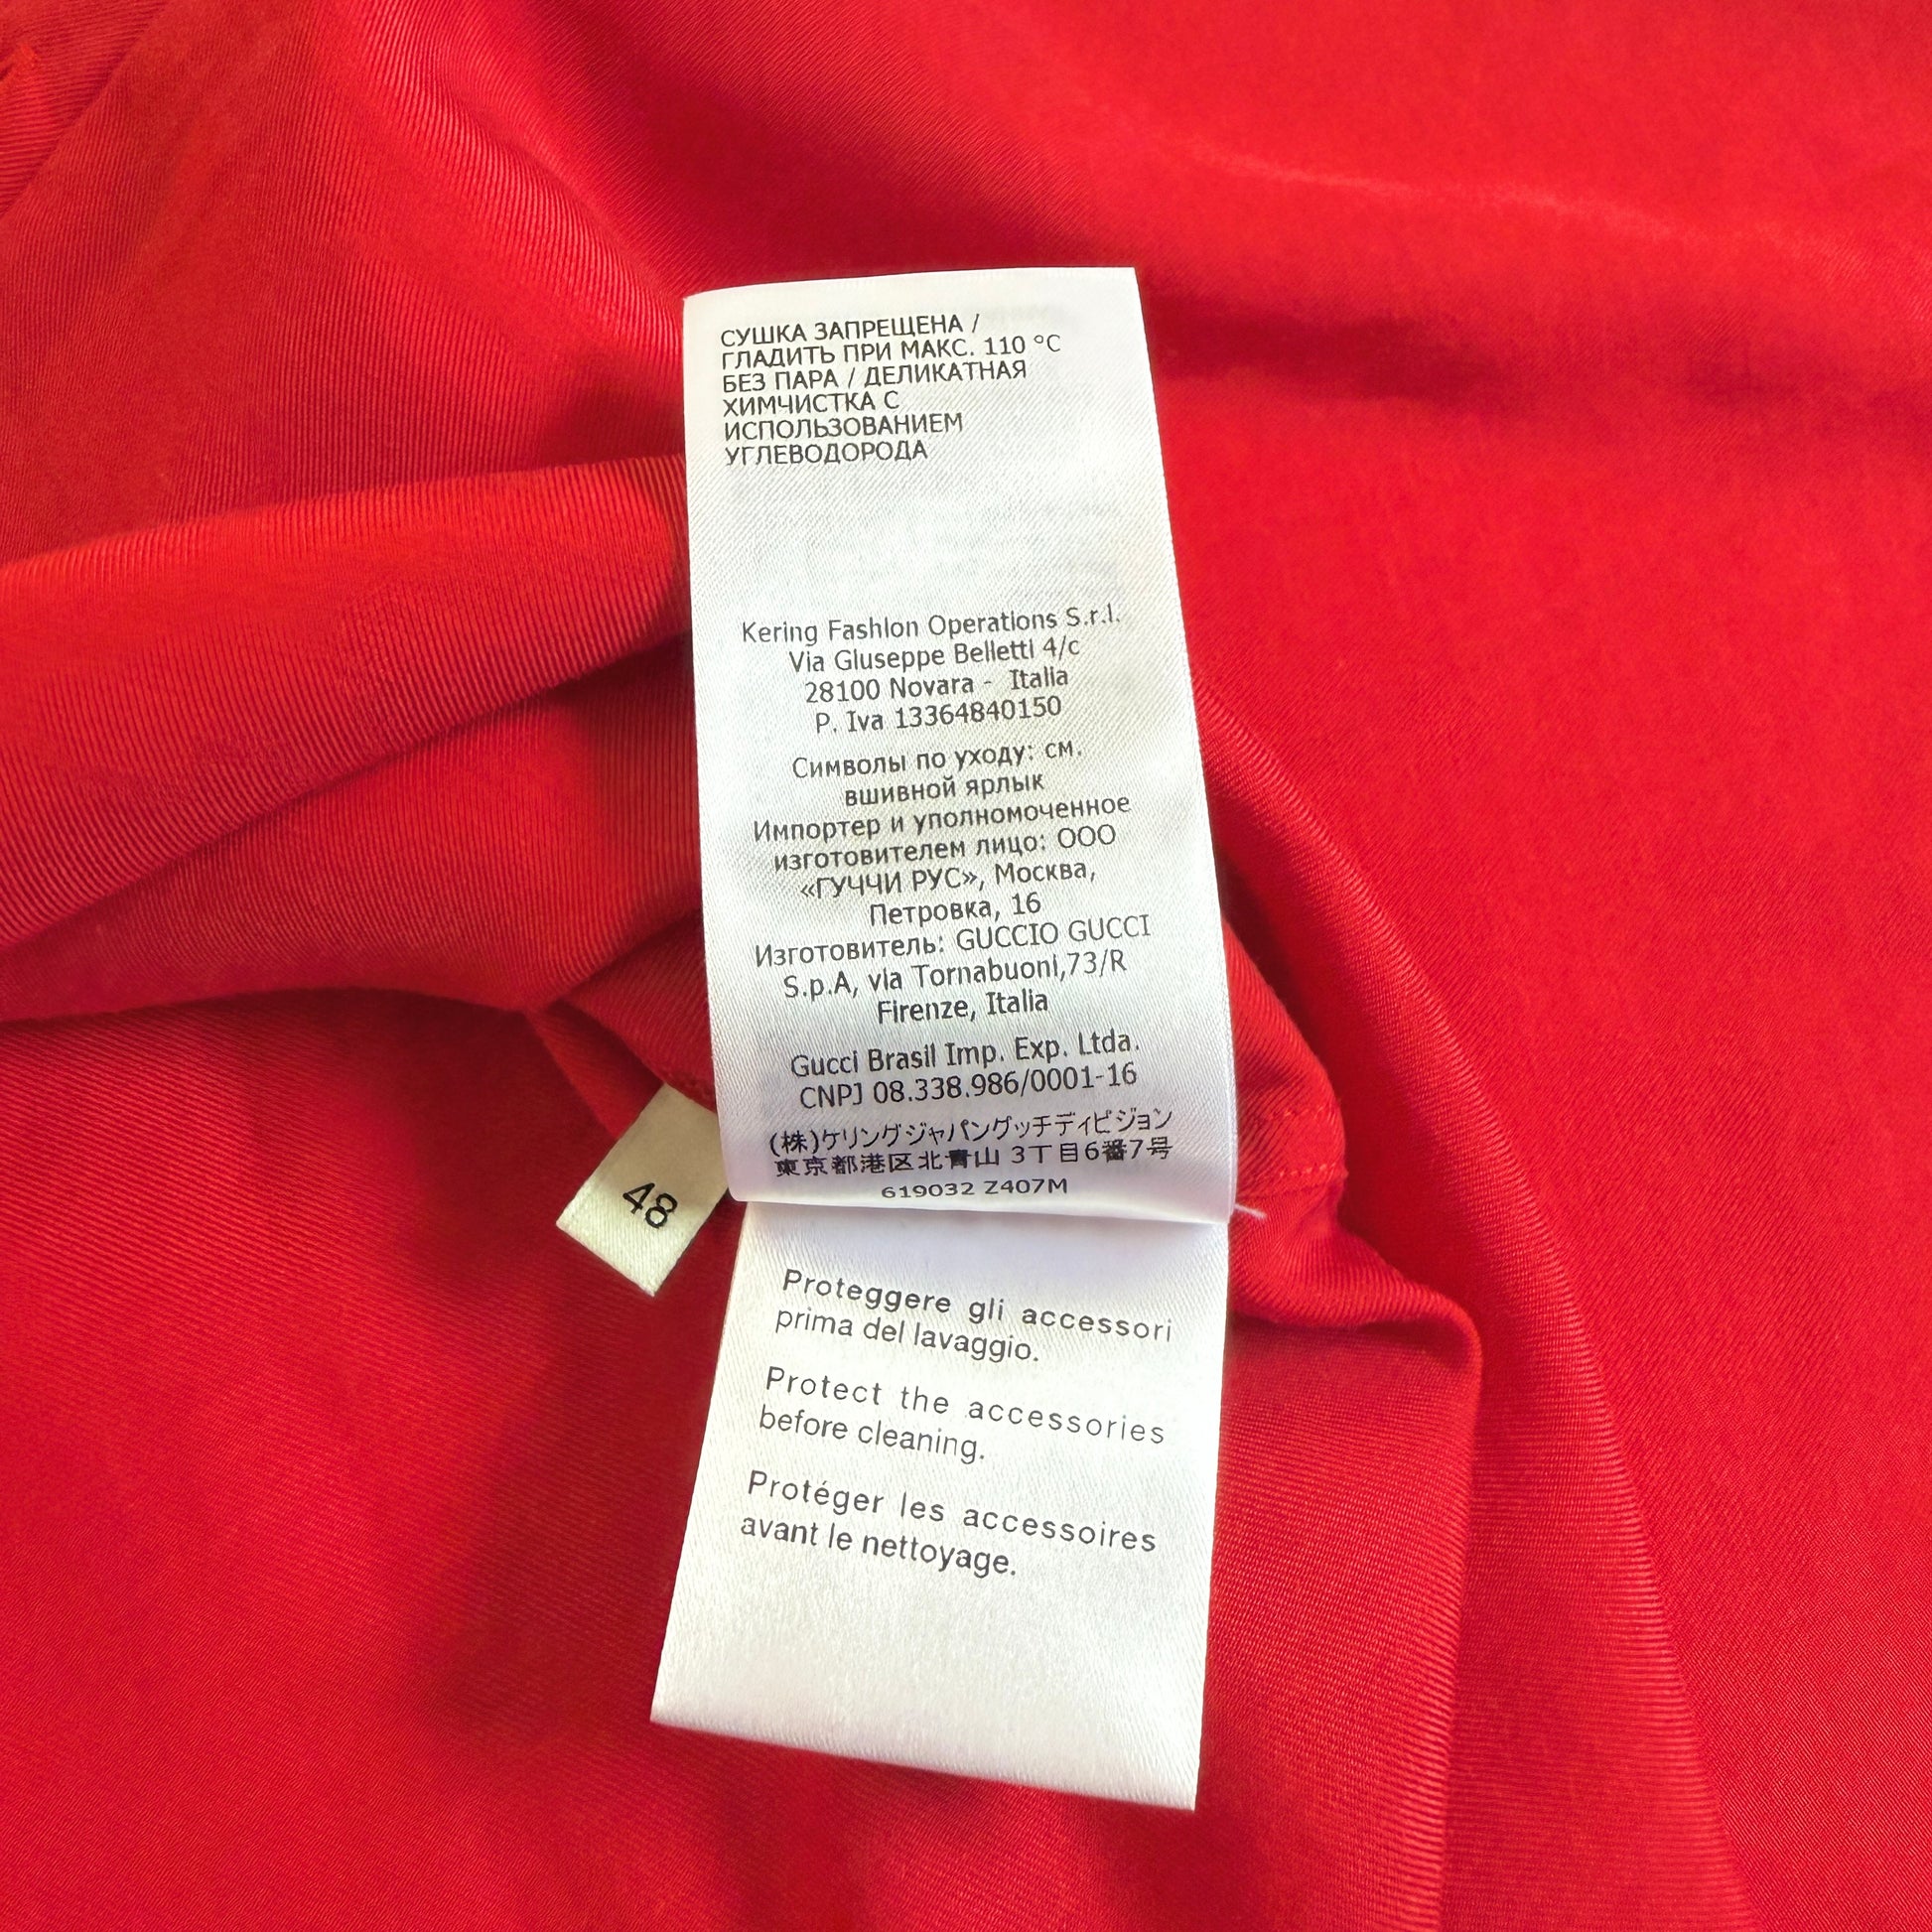 СУШКА ЗАПРЕЩЕНА /
ГЛАДИТЬ ПРИ МАКС. 110 °C
БЕЗ ПАРА / ДЕЛИКАТНАЯ
ХИМЧИСТКА С
ИСПОЛЬЗОВАНИЕМ
УГЛЕВОДОРОДА
Kering Fashion Operations S.r.l.
Via Giuseppe Belletti 4/c
28100 Novara - Italia
P. Iva 13364840150
Символы по уходу: см.
вшивной ярлык
Импортер и уполномоченное
изготовителем лицо: ООО
«ГУЧЧИ РУС», Москва,
Петровка, 16
Изготовитель: GUCCIO GUCCI
S.p.A, via Tornabuoni,73/R
Firenze, Italia
Gucci Brasil Imp. Exp. Ltda.
CNPJ 08.338.986/0001-16
(株)ケリングジャパングッチディビジョン
東京都港区北青山 3丁目6番7号
619032 Z407M
48
Proteggere gli accessori
prima del lavaggio.
Protect the accessories
before cleaning.
Protéger les accessoires
avant le nettoyage.